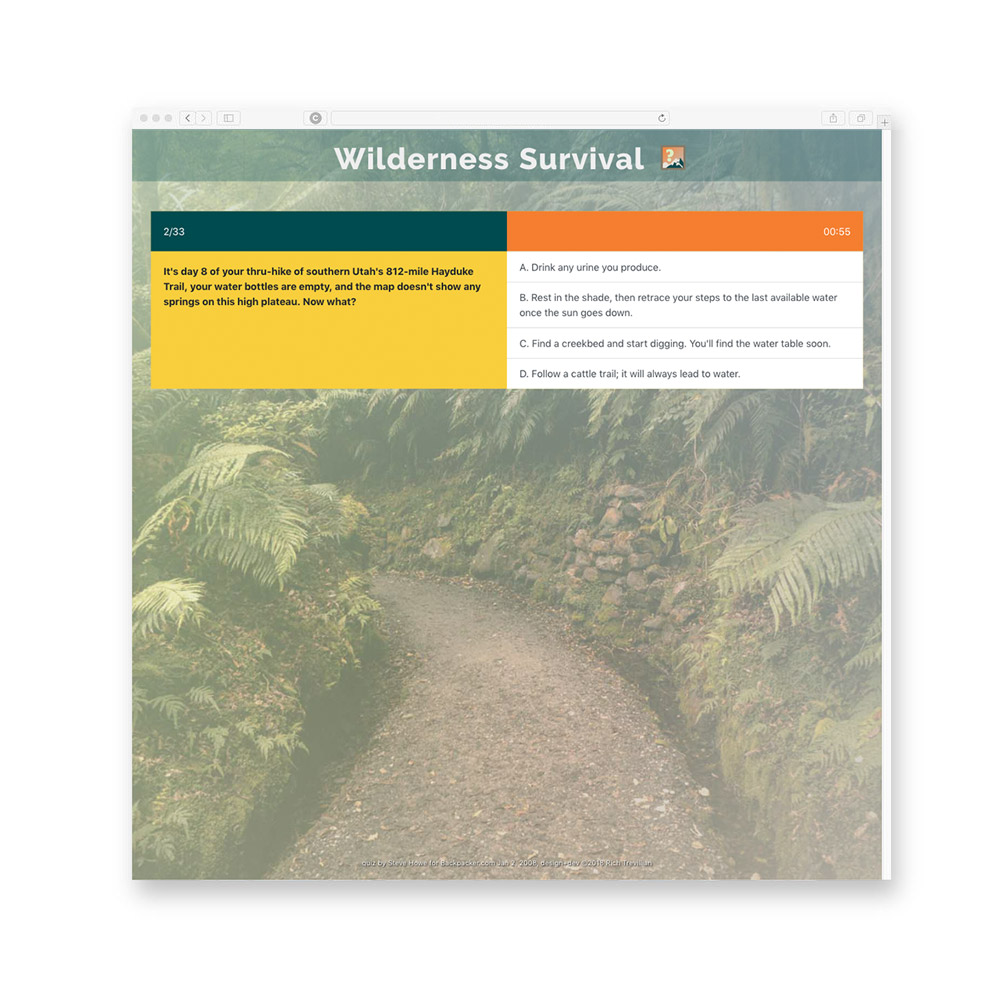 Wilderness Survival
2/33
00:55
It's day 8 of your thru-hike of southern Utah's 812-mile Hayduke
Trail, your water bottles are empty, and the map doesn't show any
springs on this high plateau. Now what?
A. Drink any urine you produce.
B. Rest in the shade, then retrace your steps to the last available water
once the sun goes down.
C. Find a creekbed and start digging. You'll find the water table soon.
D. Follow a cattle trail; it will always lead to water.
quiz by Steve Howe for Backpacker.com Jan 2, 2008, design+dev ©2018 Rich Trevillan